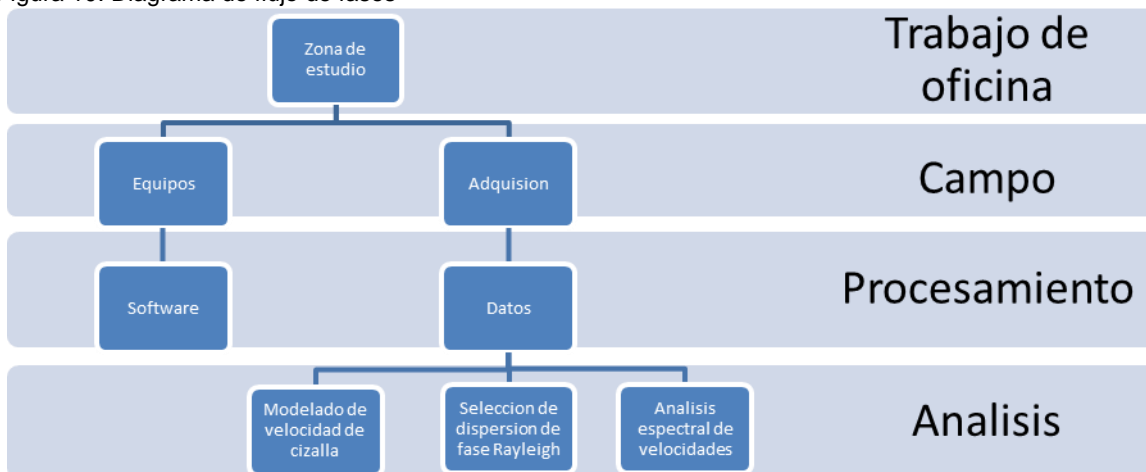 Zona de
estudio
Trabajo de
oficina
Equipos
Adquision
Campo
Software
Datos
Procesamiento
Modelado de
velocidad de
cizalla
Seleccion de
dispersion de
fase Rayleigh
Analisis
espectral de
velocidades
Analisis